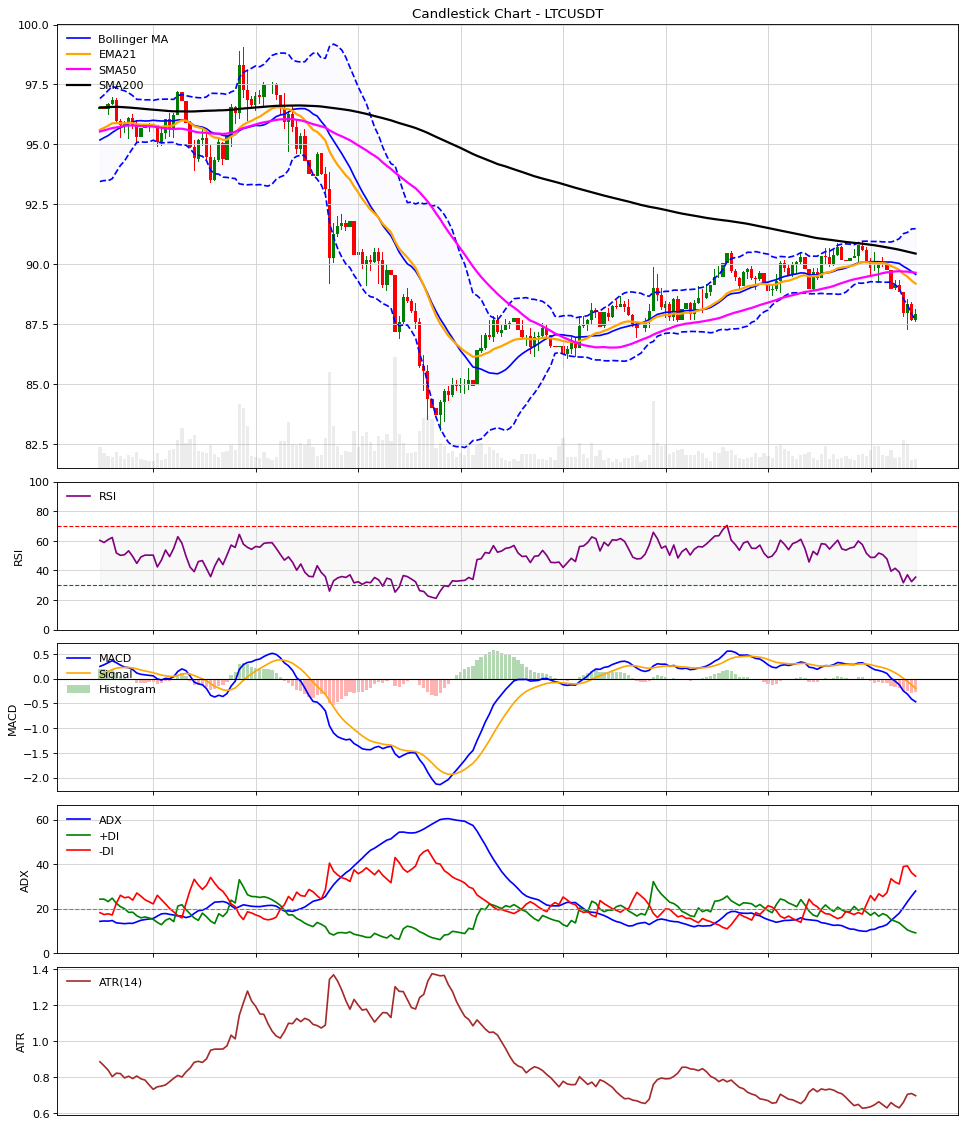 Candlestick Chart - LTCUSDT
100.0
97.5
95.0
92.5
90.0
87.5
85.0
82.5
Bollinger MA
EMA21
SMA50
SMA200
100
80
60
40
20
0
RSI
RSI
0.5
0.0
−0.5
−1.0
−1.5
−2.0
MACD
MACD
Signal
Histogram
60
40
20
0
ADX
ADX
+DI
-DI
1.4
1.2
1.0
0.8
0.6
ATR
ATR(14)